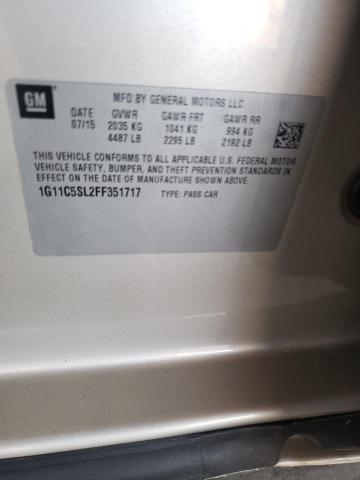 GM
MFD BY GENERAL MOTORS LLC
DATE GVWR GAWR FRT GAWR RR
07/15 2035 KG 1041 KG 994 KG
4487 LB 2295 LB 2192 LB
THIS VEHICLE CONFORMS TO ALL APPLICABLE U.S. FEDERAL MOTOR
VEHICLE SAFETY, BUMPER, AND THEFT PREVENTION STANDARDS IN
EFFECT ON THE DATE OF MANUFACTURE SHOWN ABOVE.
1G11C5SL2FF351717 TYPE: PASS CAR